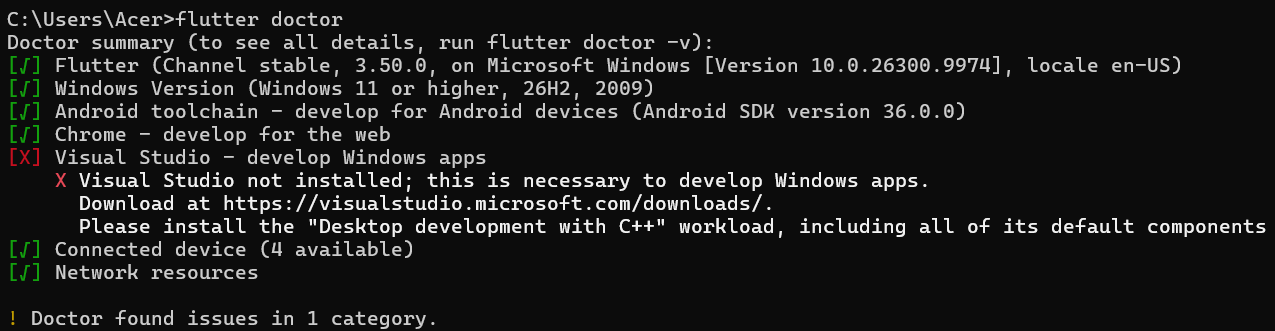 C:\Users\Acer>flutter doctor
Doctor summary (to see all details, run flutter doctor -v):
[√] Flutter (Channel stable, 3.50.0, on Microsoft Windows [Version 10.0.26300.9974], locale en-US)
[√] Windows Version (Windows 11 or higher, 26H2, 2009)
[√] Android toolchain - develop for Android devices (Android SDK version 36.0.0)
[√] Chrome - develop for the web
[X] Visual Studio - develop Windows apps
    X Visual Studio not installed; this is necessary to develop Windows apps.
      Download at https://visualstudio.microsoft.com/downloads/.
      Please install the "Desktop development with C++" workload, including all of its default components
[√] Connected device (4 available)
[√] Network resources
! Doctor found issues in 1 category.